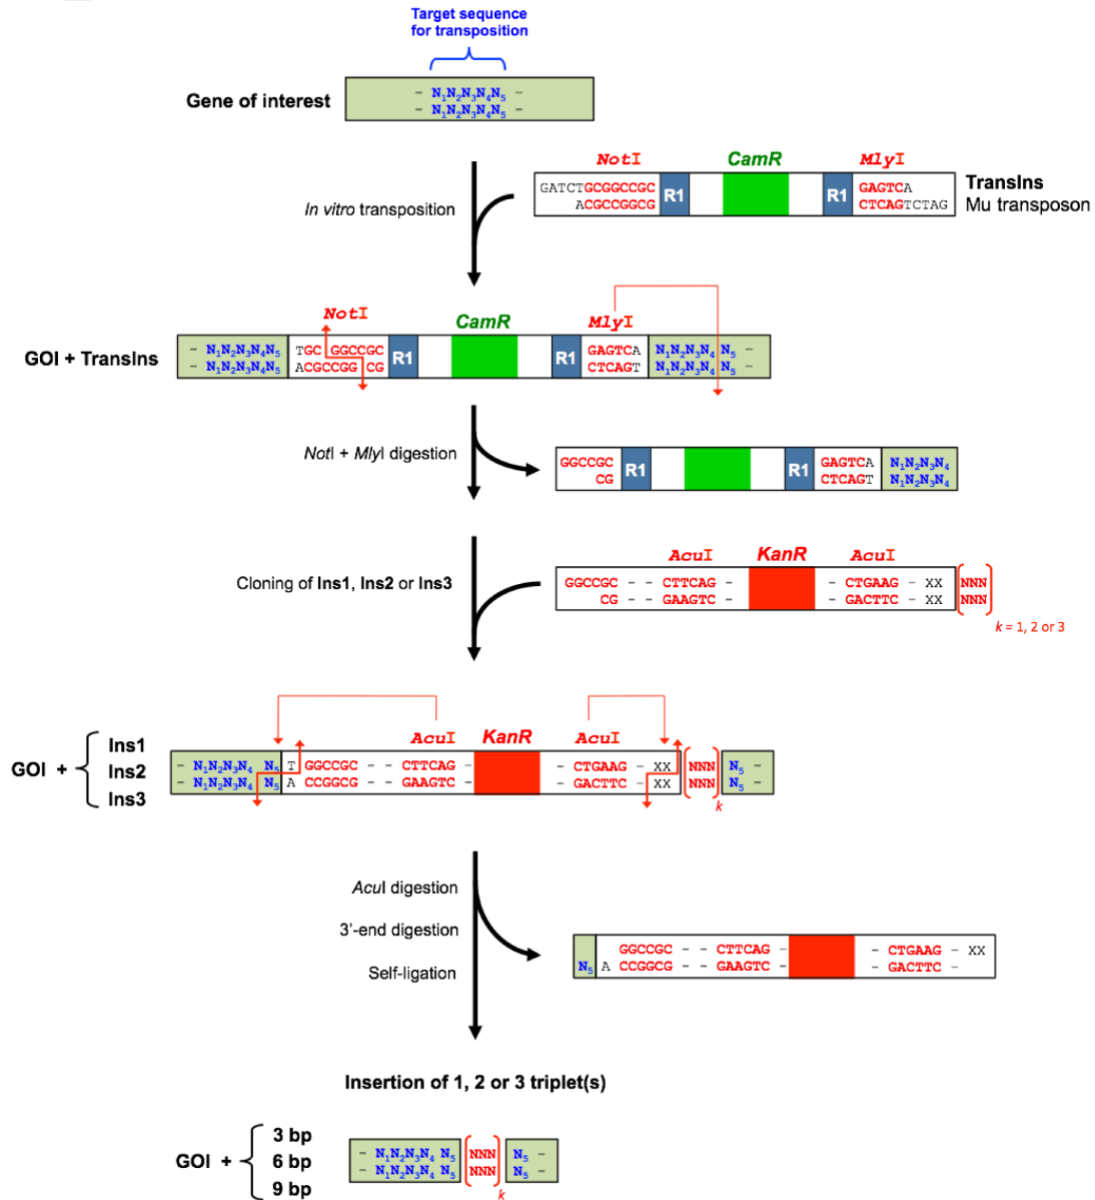 Target sequence
for transposition
Gene of interest
- N1N2N3N4N5 -
- N1N2N3N4N5 -
NotI CamR MlyI
GATCTGCGGCCGC R1 R1 GAGTCA
ACGCCGGCG CTCAGTCTAG
TransIns
Mu transposon
In vitro transposition
NotI CamR MlyI
GOI + TransIns
- N1N2N3N4N5 TGC GGCCGC R1 R1 GAGTCA N1N2N3N4 N5 -
- N1N2N3N4N5 ACGCCGG CG CTCAGT N1N2N3N4 N5 -
NotI + MlyI digestion
GGCCGC R1 R1 GAGTCA N1N2N3N4
CG CTCAGT N1N2N3N4
AcuI KanR AcuI
Cloning of Ins1, Ins2 or Ins3
GGCCGC - - CTTCAG - - CTGAAG - XX NNN
CG - - GAAGTC - - GACTTC - XX NNN
k = 1, 2 or 3
AcuI KanR AcuI
GOI +
Ins1
Ins2
Ins3
- N1N2N3N4 N5 T GGCCGC - - CTTCAG - - CTGAAG - XX NNN N5 -
- N1N2N3N4 N5 A CCGGCG - - GAAGTC - - GACTTC - XX NNN N5 -
k
AcuI digestion
3'-end digestion
Self-ligation
GGCCGC - - CTTCAG - - CTGAAG - XX
N5 A CCGGCG - - GAAGTC - - GACTTC -
Insertion of 1, 2 or 3 triplet(s)
GOI +
3 bp
6 bp
9 bp
- N1N2N3N4 N5 NNN N5 -
- N1N2N3N4 N5 NNN N5 -
k